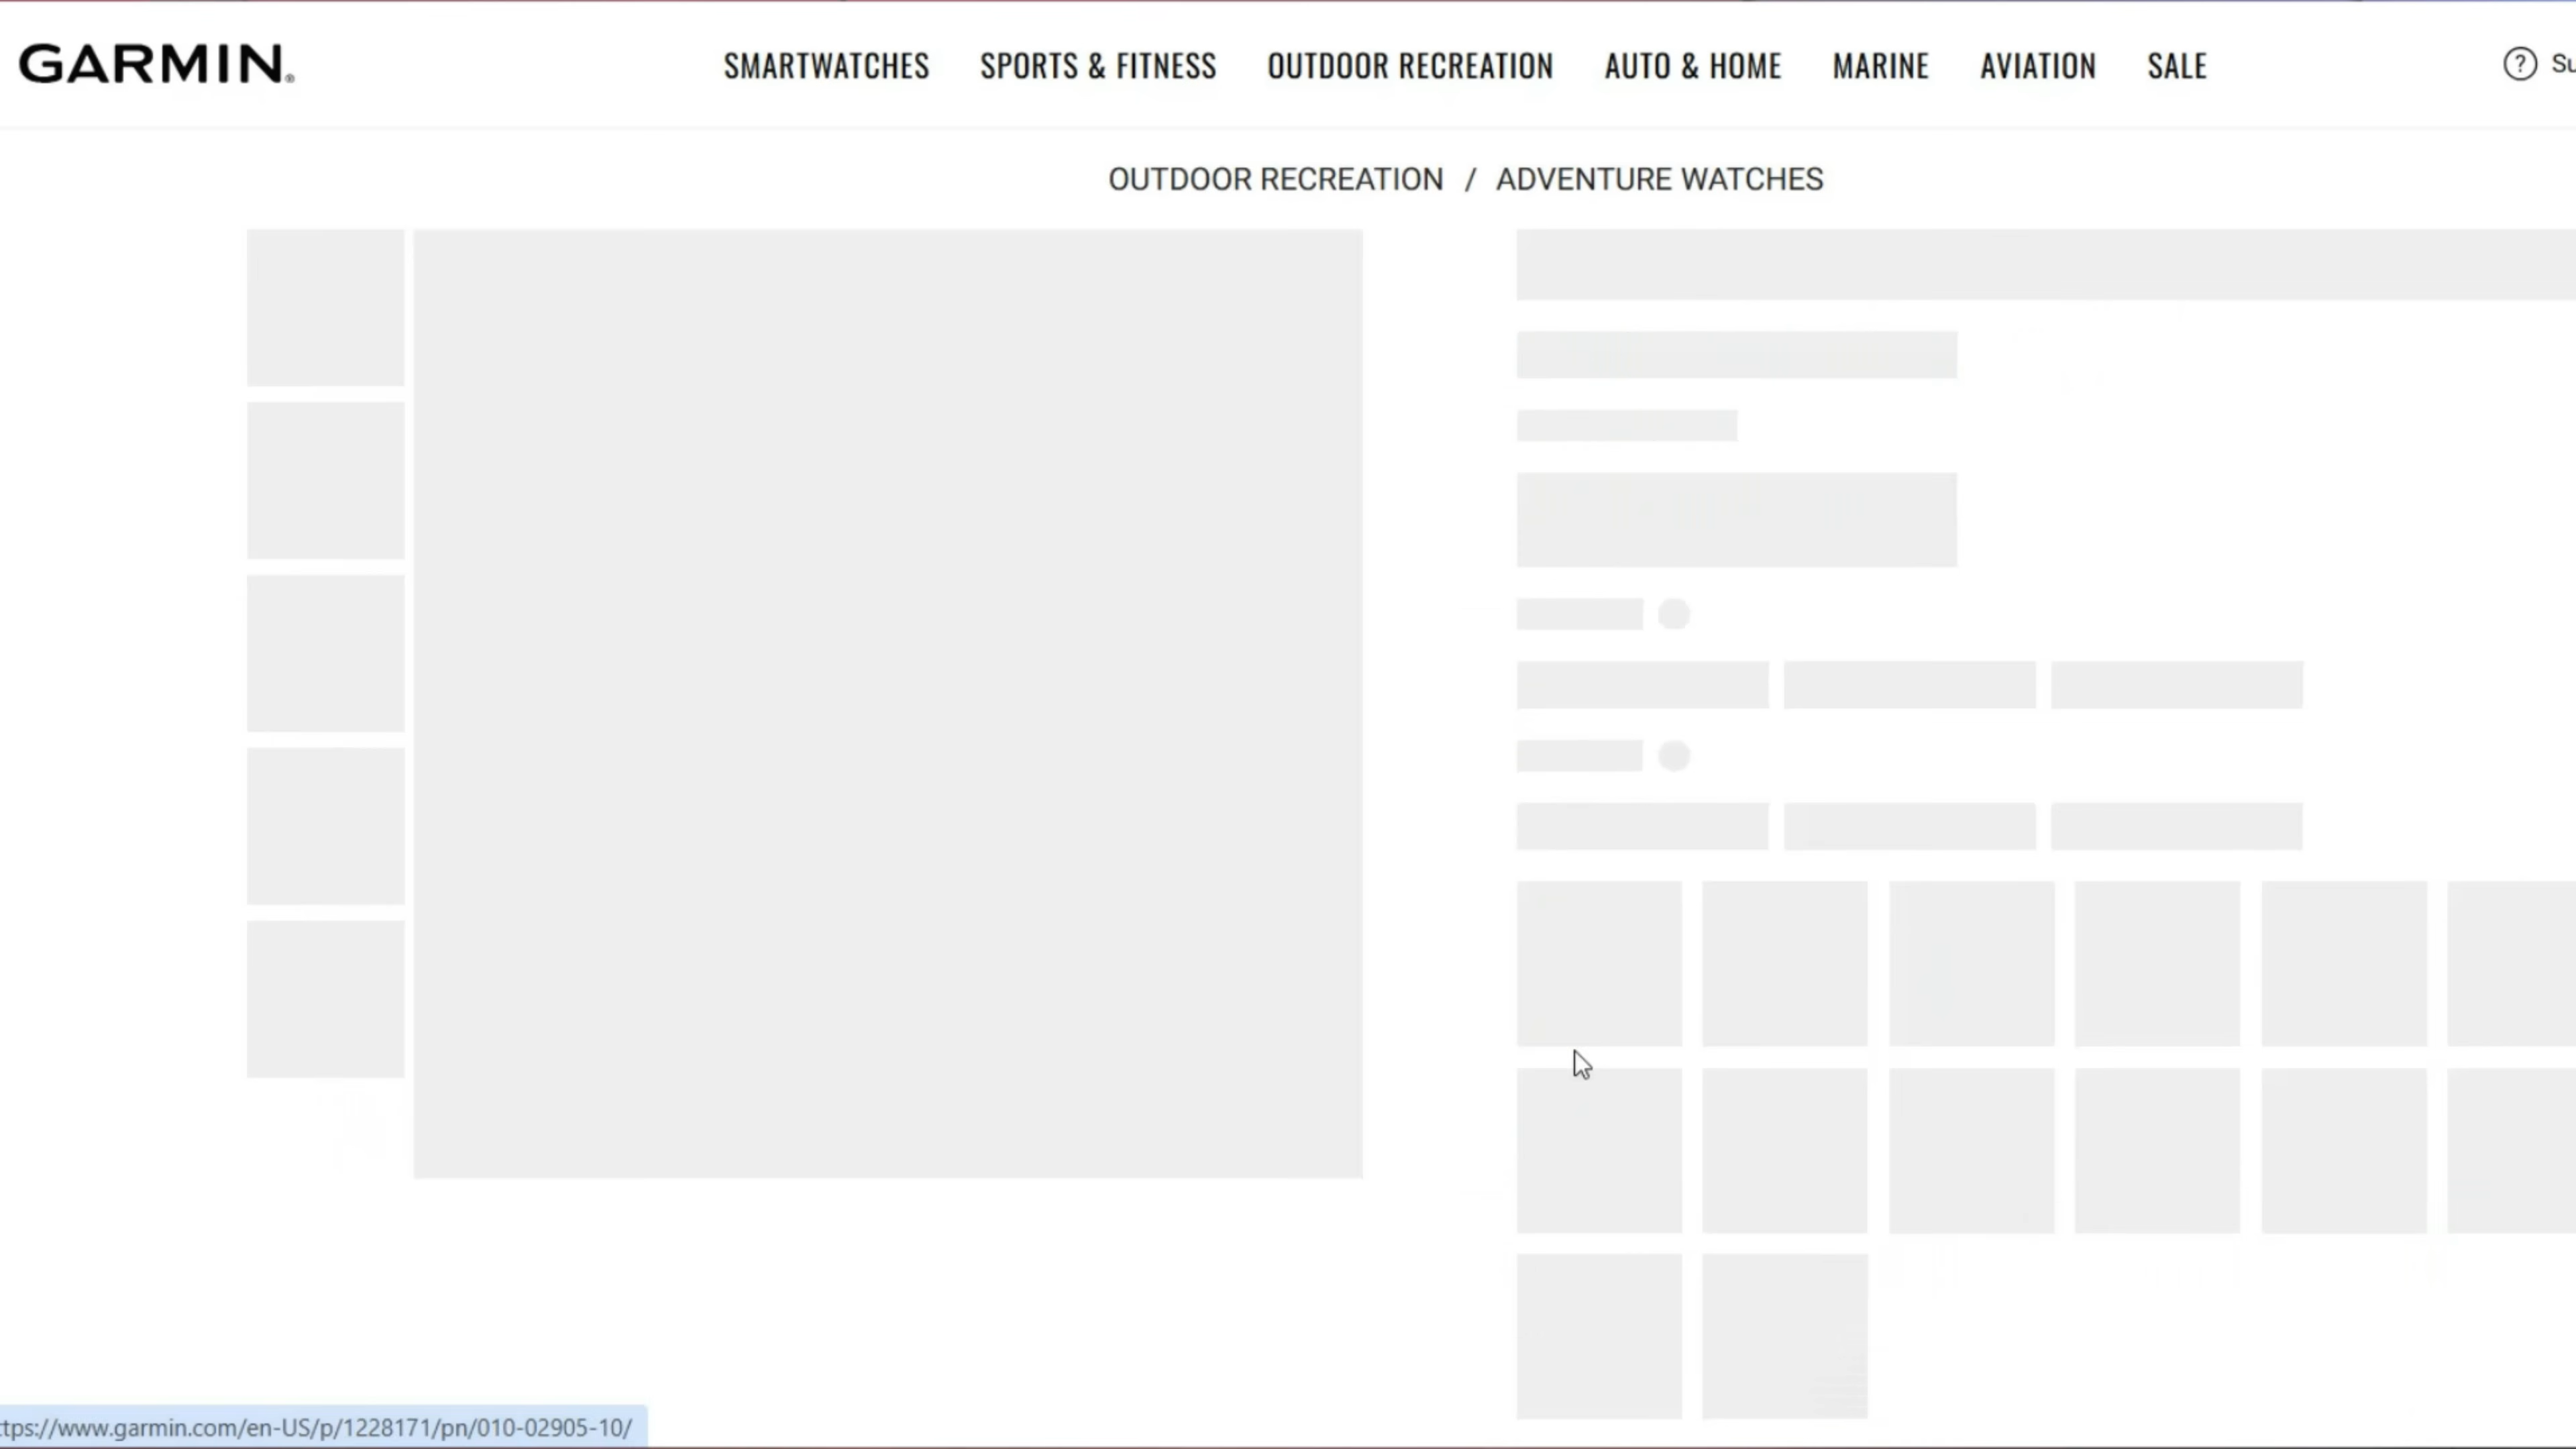 GARMIN®
SMARTWATCHES SPORTS & FITNESS OUTDOOR RECREATION AUTO & HOME MARINE AVIATION SALE ? Su
OUTDOOR RECREATION / ADVENTURE WATCHES
tps://www.garmin.com/en-US/p/1228171/pn/010-02905-10/